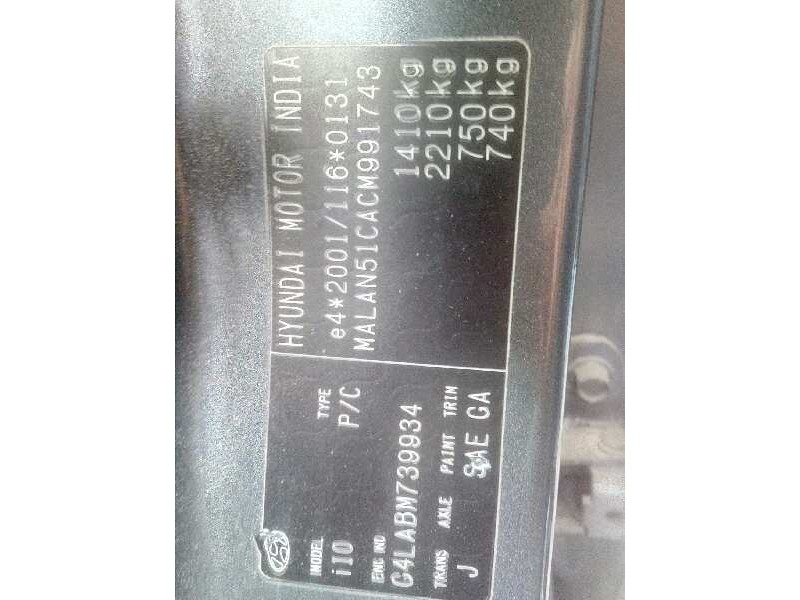 MODEL TYPE
i10 P/C
ENG NO
G4LABM739934
TRANS AXLE PAINT TRIM
J SAE GA
HYUNDAI MOTOR INDIA
e4*2001/116*0131
MALAN51CACM991743
1410kg
2210kg
750kg
740kg